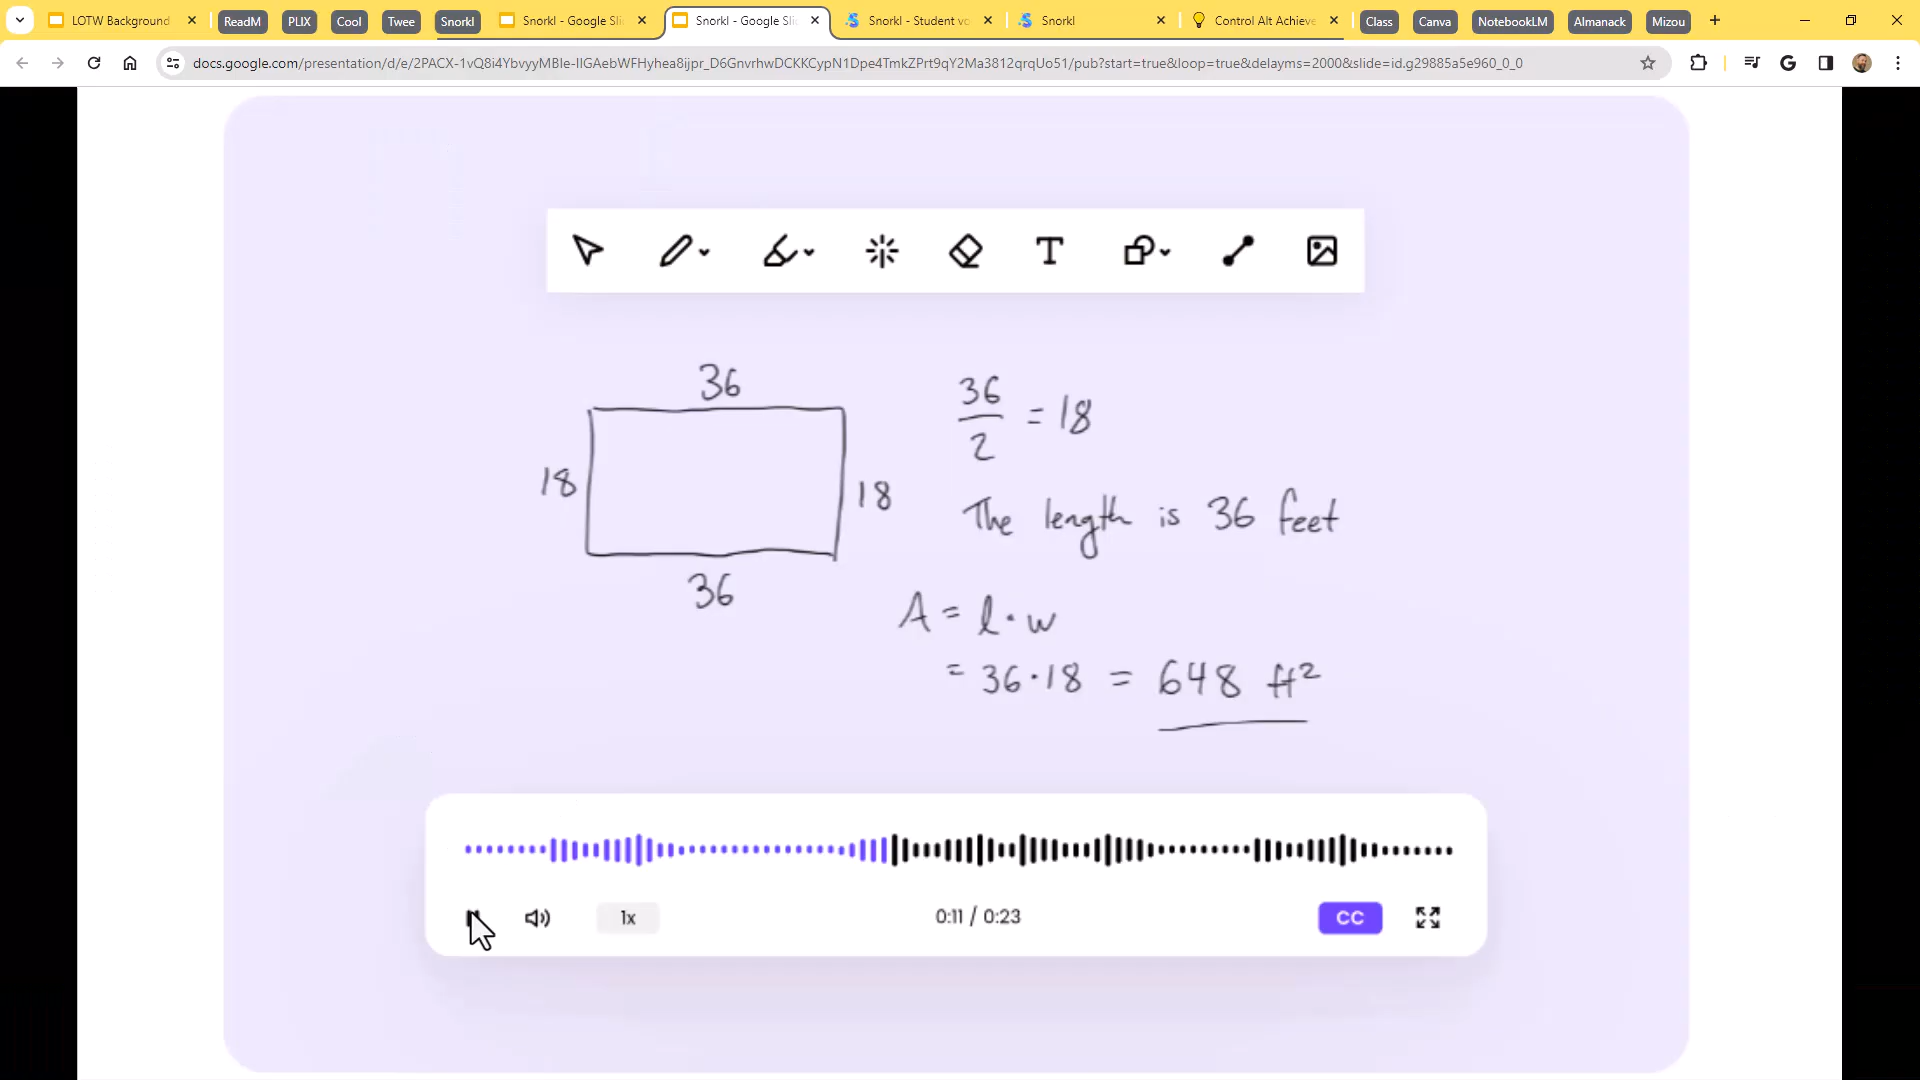 LOTW Background
ReadM
PLIX
Cool
Twee
Snorkl
Snorkl - Google Sli
Snorkl - Google Sli
Snorkl - Student vo
Snorkl
Control Alt Achieve
Class
Canva
NotebookLM
Almanack
Mizou
docs.google.com/presentation/d/e/2PACX-1vQ8i4YbvyyMBIe-IIGAebWFHyhea8ijpr_D6GnvrhwDCKKCypN1Dpe4TmkZPrt9qY2Ma3812qrqUo51/pub?start=true&loop=true&delayms=2000&slide=id.g29885a5e960_0_0
T
36
18
18
36
36
2
= 18
The length is 36 feet
A = l · w
= 36 · 18 = 648 ft²
1x
0:11 / 0:23
CC